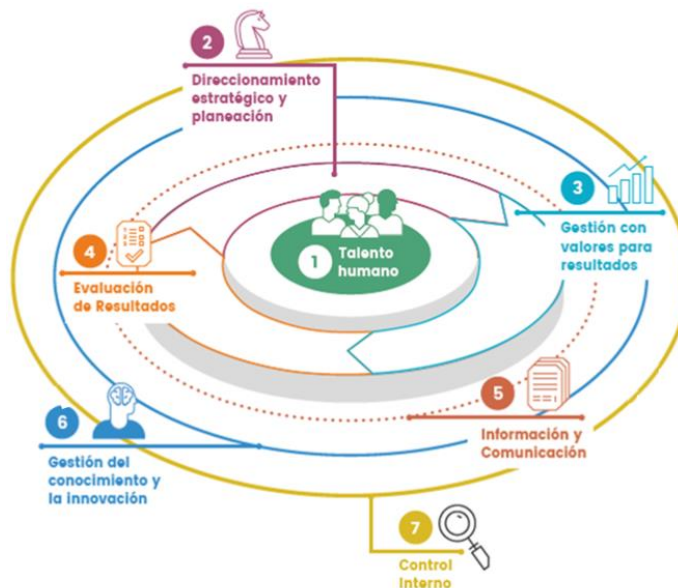 2
Direccionamiento
estratégico y
planeación
3
Gestión con
valores para
resultados
1
Talento
humano
4
Evaluación
de Resultados
5
Información y
Comunicación
6
Gestión del
conocimiento y
la innovación
7
Control
Interno